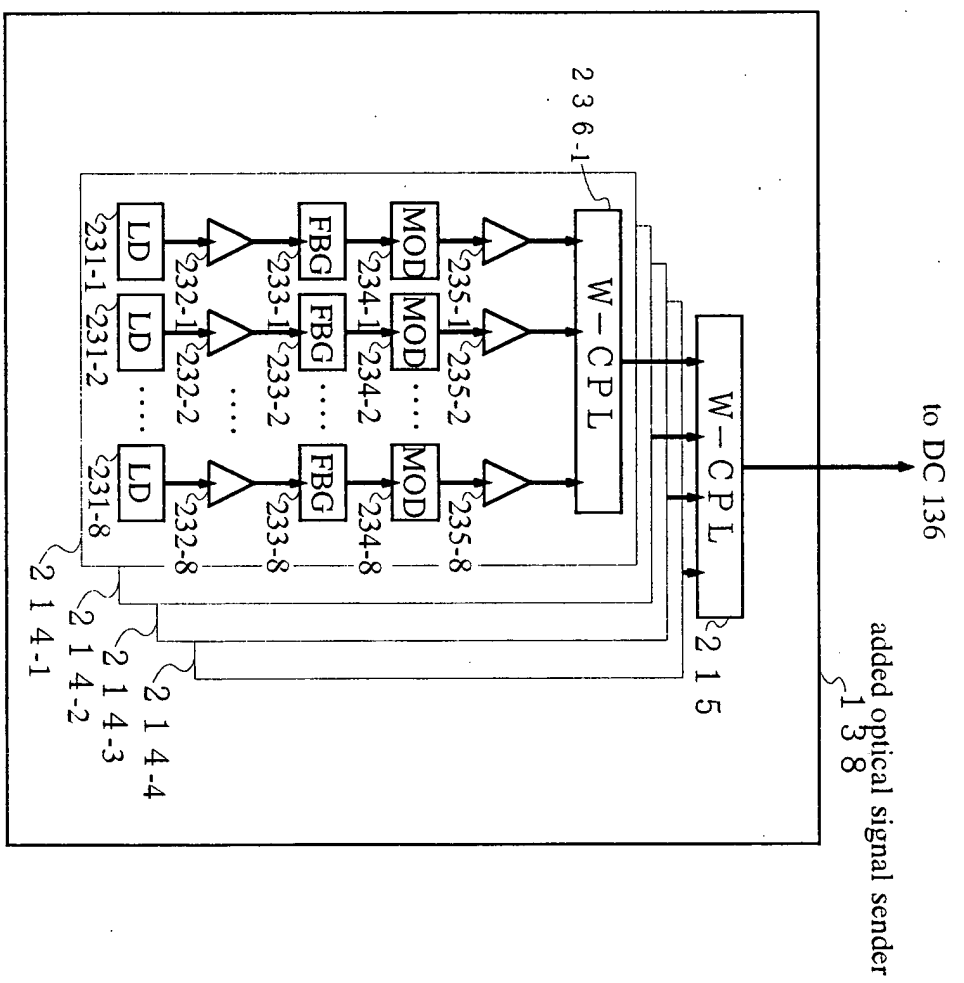 to DC 136
added optical signal sender
138
W-CPL
215
236-1
W-CPL
235-1
235-2
235-8
MOD
MOD
....
MOD
234-1
234-2
234-8
FBG
FBG
....
FBG
233-1
233-2
233-8
....
232-1
232-2
232-8
LD
LD
....
LD
231-1
231-2
231-8
214-1
214-2
214-3
214-4